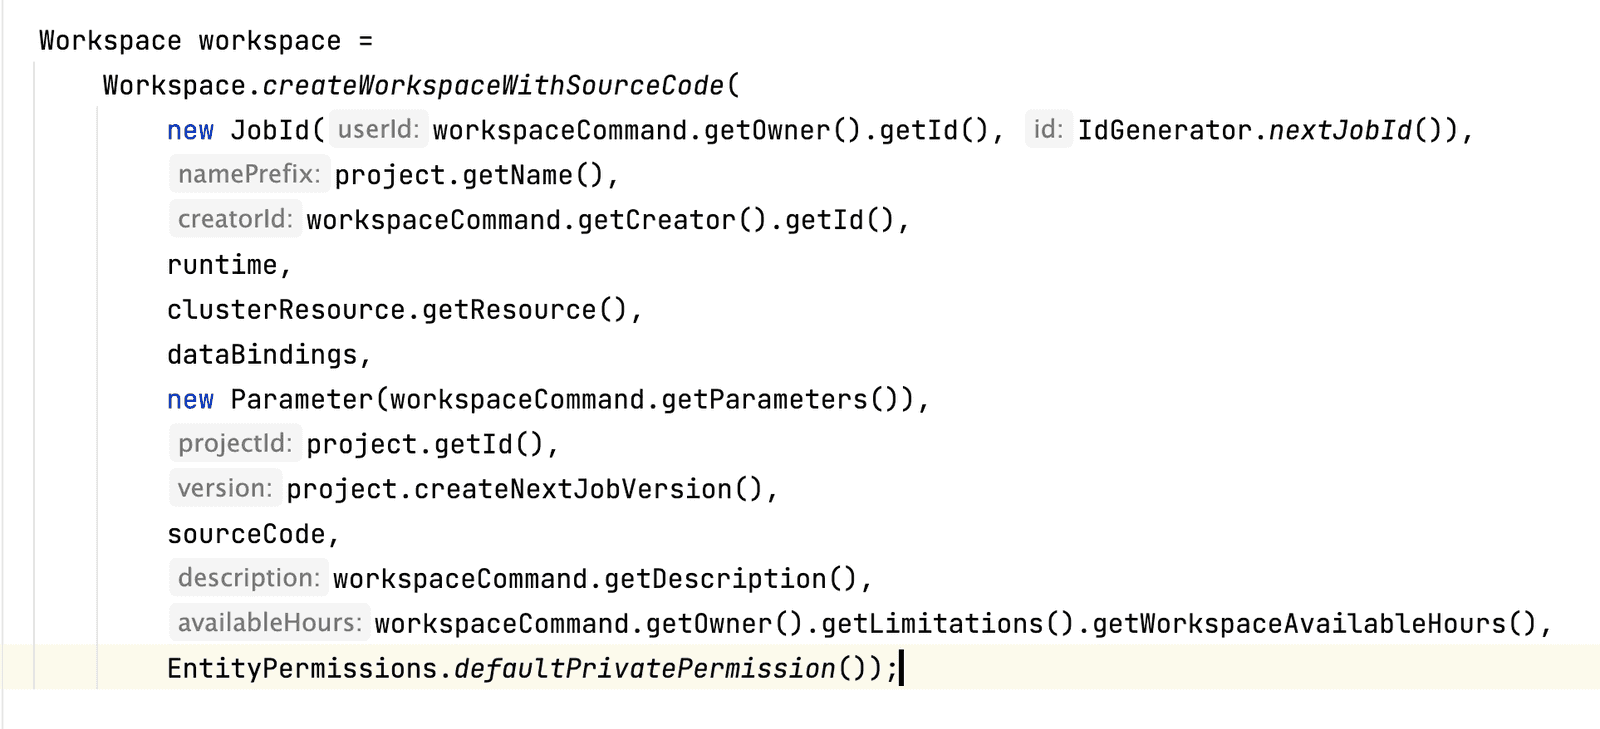 Workspace workspace =
Workspace.createWorkspaceWithSourceCode(
new JobId( userId: workspaceCommand.getOwner().getId(), id: IdGenerator.nextJobId()),
namePrefix: project.getName(),
creatorId: workspaceCommand.getCreator().getId(),
runtime,
clusterResource.getResource(),
dataBindings,
new Parameter(workspaceCommand.getParameters()),
projectId: project.getId(),
version: project.createNextJobVersion(),
sourceCode,
description: workspaceCommand.getDescription(),
availableHours: workspaceCommand.getOwner().getLimitations().getWorkspaceAvailableHours(),
EntityPermissions.defaultPrivatePermission());